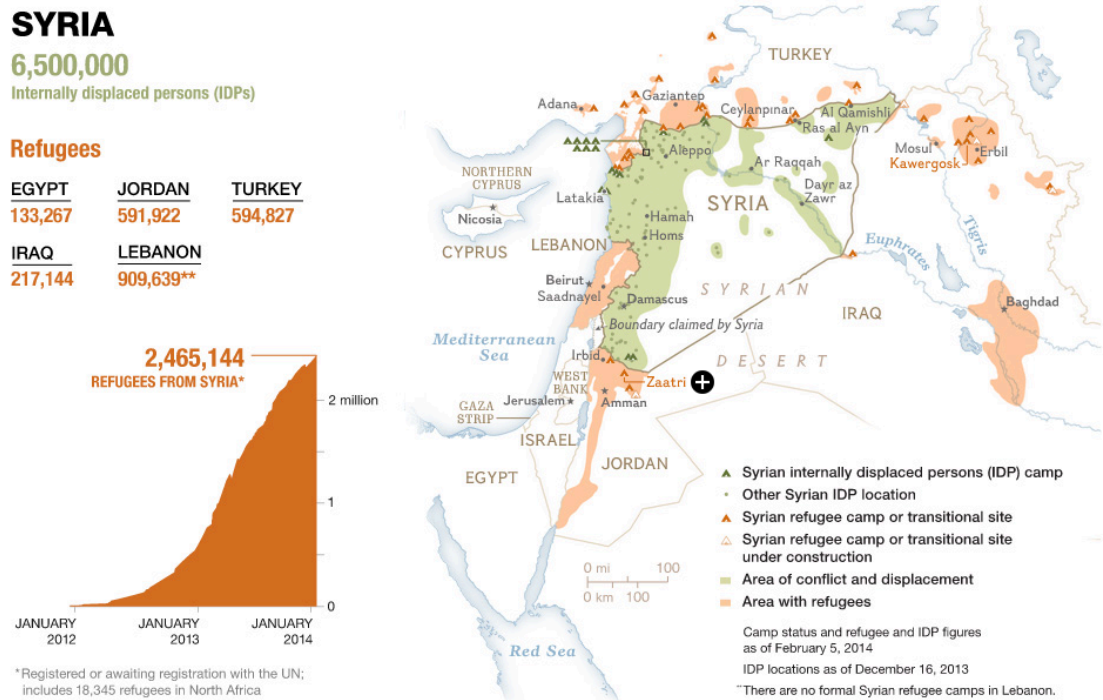 SYRIA
6,500,000
Internally displaced persons (IDPs)
Refugees
EGYPT
133,267
JORDAN
591,922
TURKEY
594,827
IRAQ
217,144
LEBANON
909,639**
2,465,144
REFUGEES FROM SYRIA*
2 million
1
0
JANUARY
2012
JANUARY
2013
JANUARY
2014
*Registered or awaiting registration with the UN;
includes 18,345 refugees in North Africa
TURKEY
Adana
Gaziantep
Ceylanpınar
Al Qamishli
Ras al Ayn
Aleppo
Mosul
Kawergosk
Erbil
Ar Raqqah
NORTHERN
CYPRUS
Latakia
Dayr az
Zawr
SYRIA
Nicosia
Hamah
Homs
CYPRUS
LEBANON
Euphrates
Tigris
Beirut
Saadnayel
SYRIAN
Damascus
Baghdad
IRAQ
Boundary claimed by Syria
Mediterranean
Sea
Irbid
DESERT
WEST
BANK
Zaatri
Jerusalem
Amman
GAZA
STRIP
ISRAEL
EGYPT
JORDAN
0 mi 100
0 km 100
Red Sea
Syrian internally displaced persons (IDP) camp
Other Syrian IDP location
Syrian refugee camp or transitional site
Syrian refugee camp or transitional site
under construction
Area of conflict and displacement
Area with refugees
Camp status and refugee and IDP figures
as of February 5, 2014
IDP locations as of December 16, 2013
**There are no formal Syrian refugee camps in Lebanon.